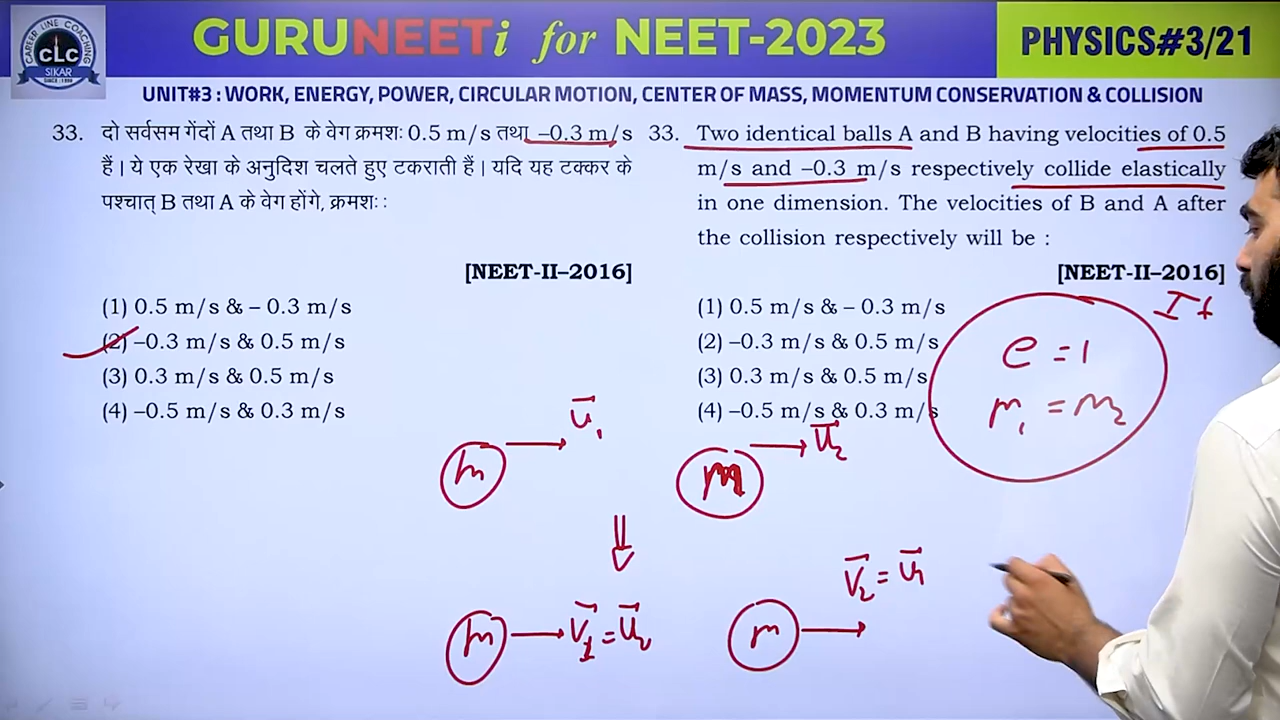 CAREER LINE COACHING
CLC
SIKAR
SINCE : 1996
GURUNEETi for NEET-2023
PHYSICS#3/21
UNIT#3 : WORK, ENERGY, POWER, CIRCULAR MOTION, CENTER OF MASS, MOMENTUM CONSERVATION & COLLISION
33. दो सर्वसम गेंदों A तथा B के वेग क्रमशः 0.5 m/s तथा –0.3 m/s
हैं। ये एक रेखा के अनुदिश चलते हुए टकराती हैं। यदि यह टक्कर के
पश्चात् B तथा A के वेग होंगे, क्रमशः :
[NEET-II–2016]
(1) 0.5 m/s & – 0.3 m/s
(2) –0.3 m/s & 0.5 m/s
(3) 0.3 m/s & 0.5 m/s
(4) –0.5 m/s & 0.3 m/s
33. Two identical balls A and B having velocities of 0.5
m/s and –0.3 m/s respectively collide elastically
in one dimension. The velocities of B and A after
the collision respectively will be :
[NEET-II–2016]
(1) 0.5 m/s & – 0.3 m/s
(2) –0.3 m/s & 0.5 m/s
(3) 0.3 m/s & 0.5 m/s
(4) –0.5 m/s & 0.3 m/s
If
e = 1
m₁ = m₂
m u⃗₁
m u⃗₂
m v⃗₁ = u⃗₂
m v⃗₂ = u⃗₁